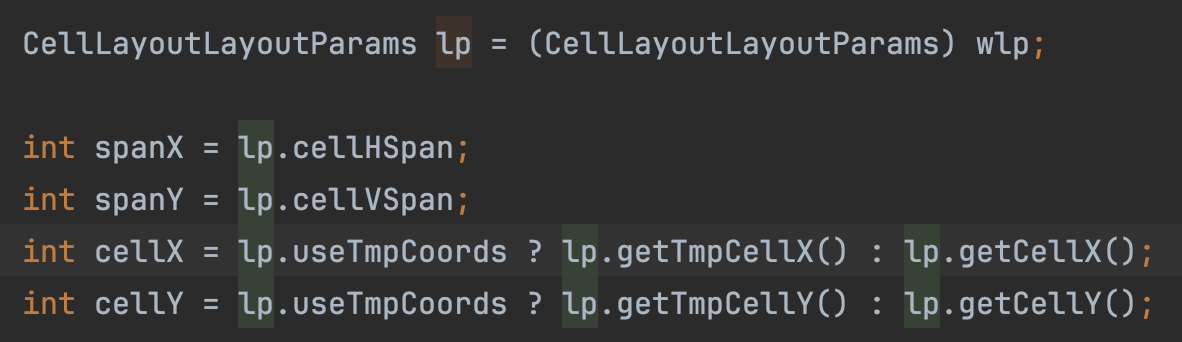 CellLayoutLayoutParams lp = (CellLayoutLayoutParams) wlp;
int spanX = lp.cellHSpan;
int spanY = lp.cellVSpan;
int cellX = lp.useTmpCoords ? lp.getTmpCellX() : lp.getCellX();
int cellY = lp.useTmpCoords ? lp.getTmpCellY() : lp.getCellY();